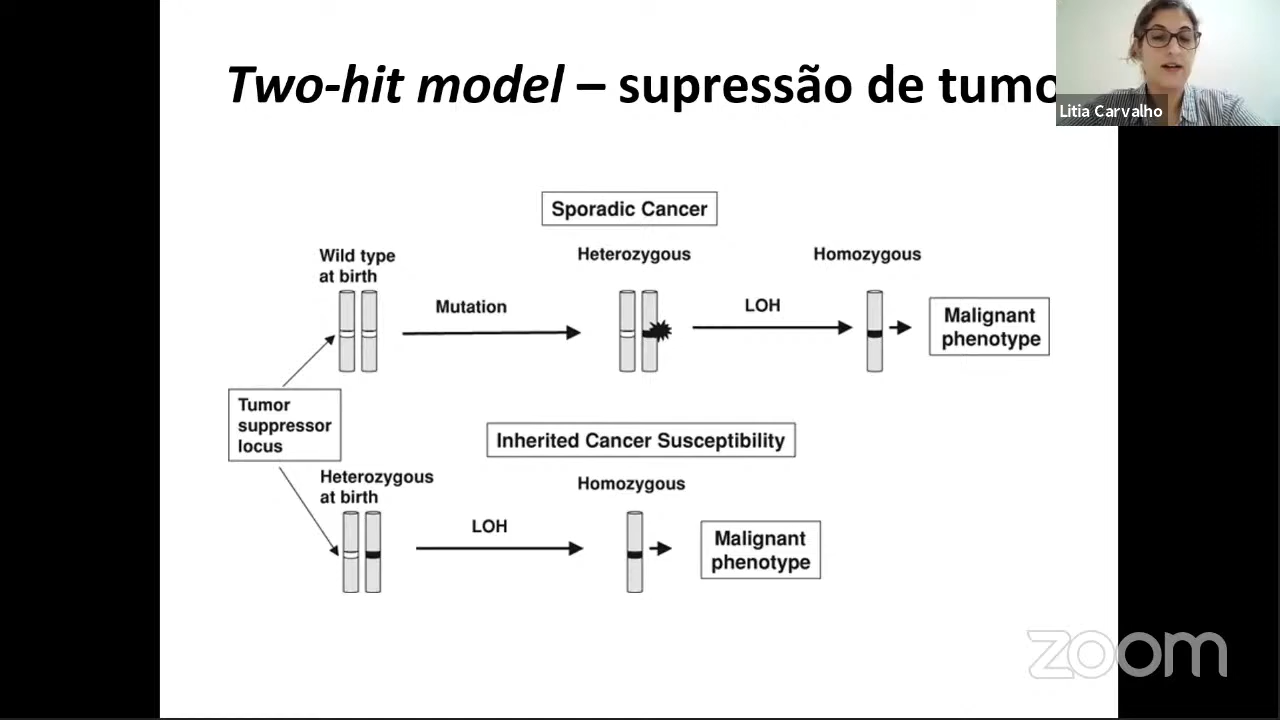 Two-hit model – supressão de tumo
Litia Carvalho
Sporadic Cancer
Wild type
at birth
Mutation
Heterozygous
LOH
Homozygous
Malignant
phenotype
Tumor
suppressor
locus
Inherited Cancer Susceptibility
Heterozygous
at birth
LOH
Homozygous
Malignant
phenotype
zoom